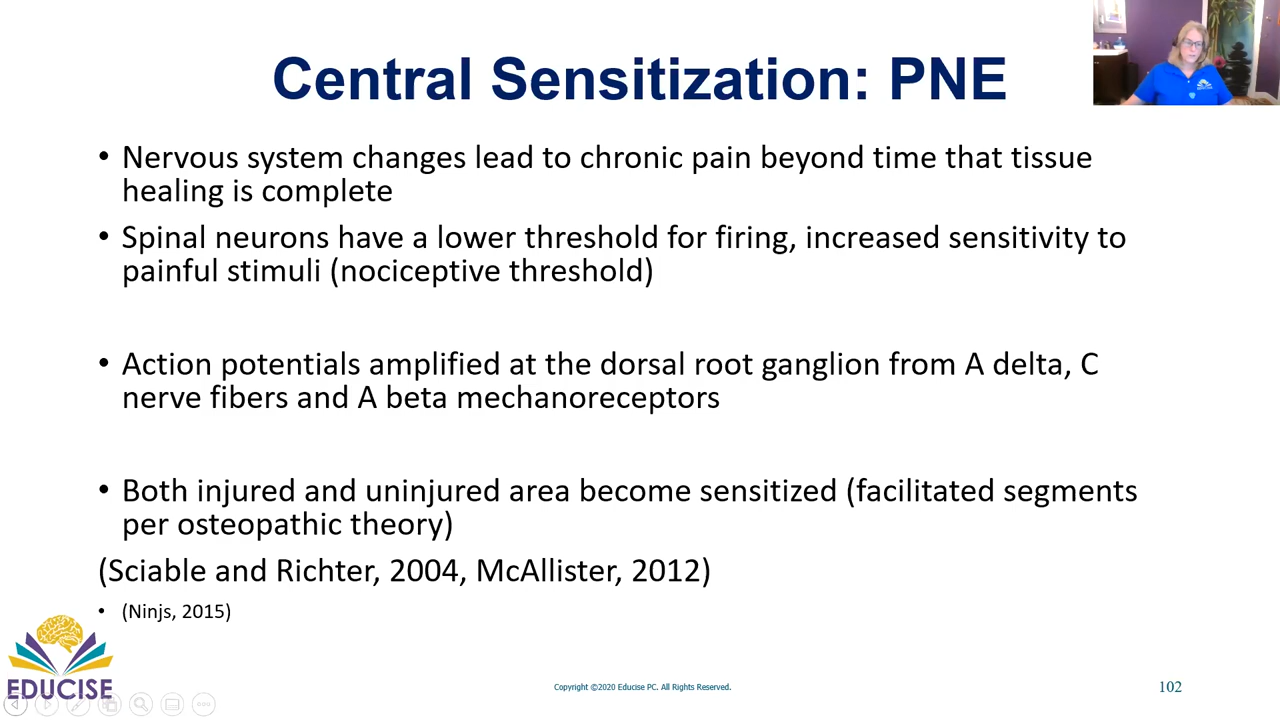 Central Sensitization: PNE
• Nervous system changes lead to chronic pain beyond time that tissue
healing is complete
• Spinal neurons have a lower threshold for firing, increased sensitivity to
painful stimuli (nociceptive threshold)
• Action potentials amplified at the dorsal root ganglion from A delta, C
nerve fibers and A beta mechanoreceptors
• Both injured and uninjured area become sensitized (facilitated segments
per osteopathic theory)
(Sciable and Richter, 2004, McAllister, 2012)
• (Ninjs, 2015)
EDUCISE
Copyright ©2020 Educise PC. All Rights Reserved.
102